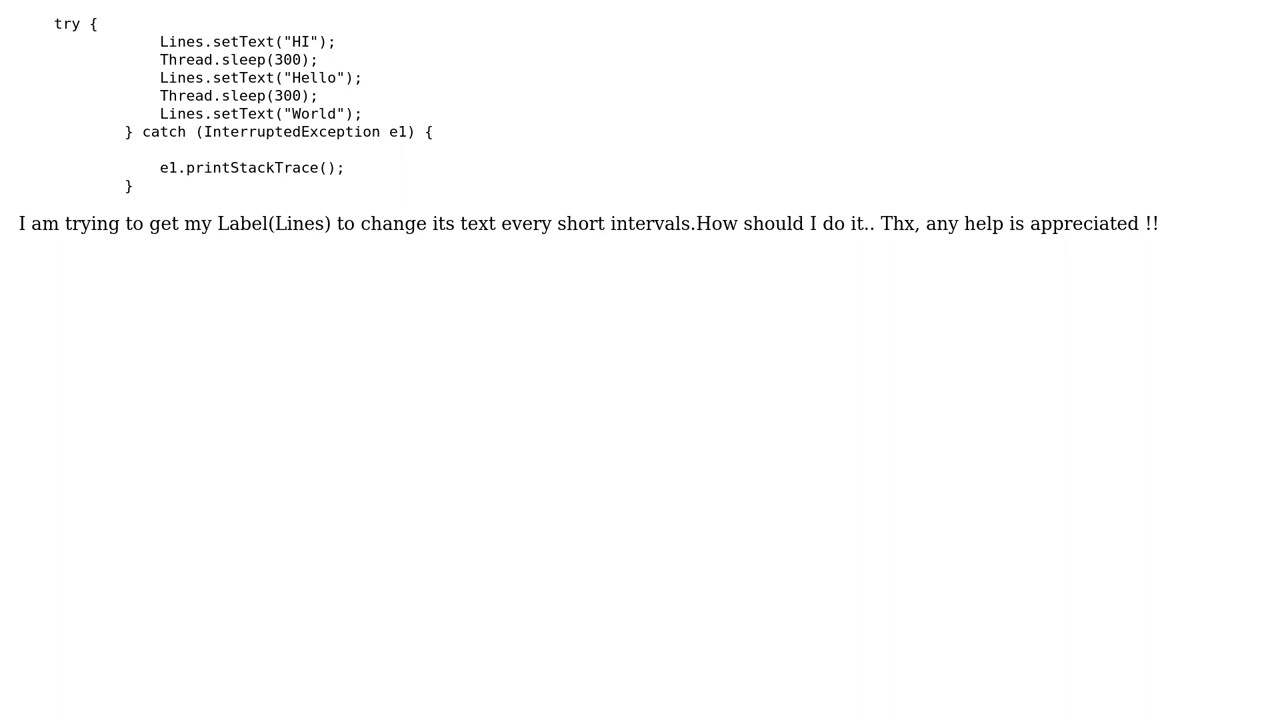 try {
Lines.setText("HI");
Thread.sleep(300);
Lines.setText("Hello");
Thread.sleep(300);
Lines.setText("World");
} catch (InterruptedException e1) {
e1.printStackTrace();
}
I am trying to get my Label(Lines) to change its text every short intervals.How should I do it.. Thx, any help is appreciated !!